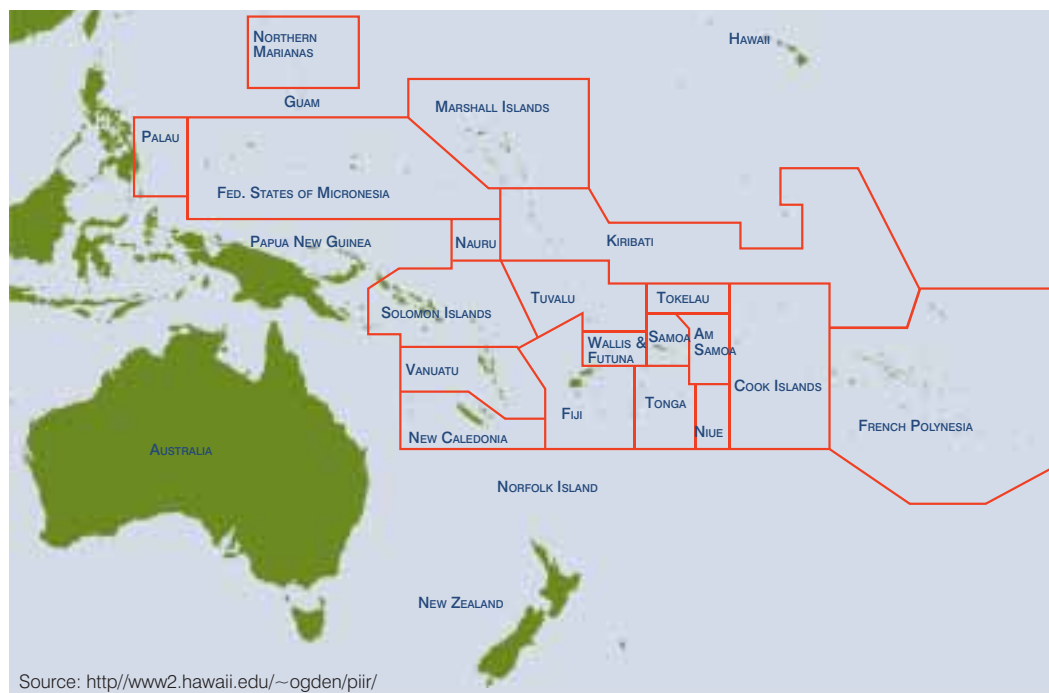 Northern
Marianas
Hawaii
Guam
Marshall Islands
Palau
Fed. States of Micronesia
Papua New Guinea
Nauru
Kiribati
Tuvalu
Tokelau
Solomon Islands
Wallis &
Futuna
Samoa
Am
Samoa
Vanuatu
Cook Islands
Fiji
Tonga
French Polynesia
Niue
New Caledonia
Australia
Norfolk Island
New Zealand
Source: http//www2.hawaii.edu/~ogden/piir/